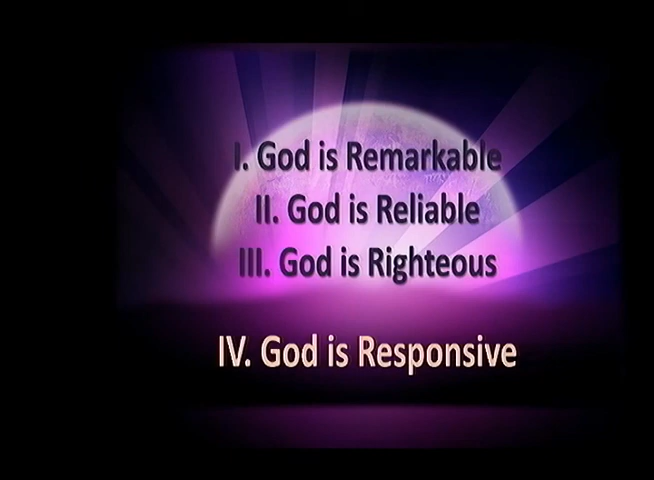 I. God is Remarkable
II. God is Reliable
III. God is Righteous
IV. God is Responsive